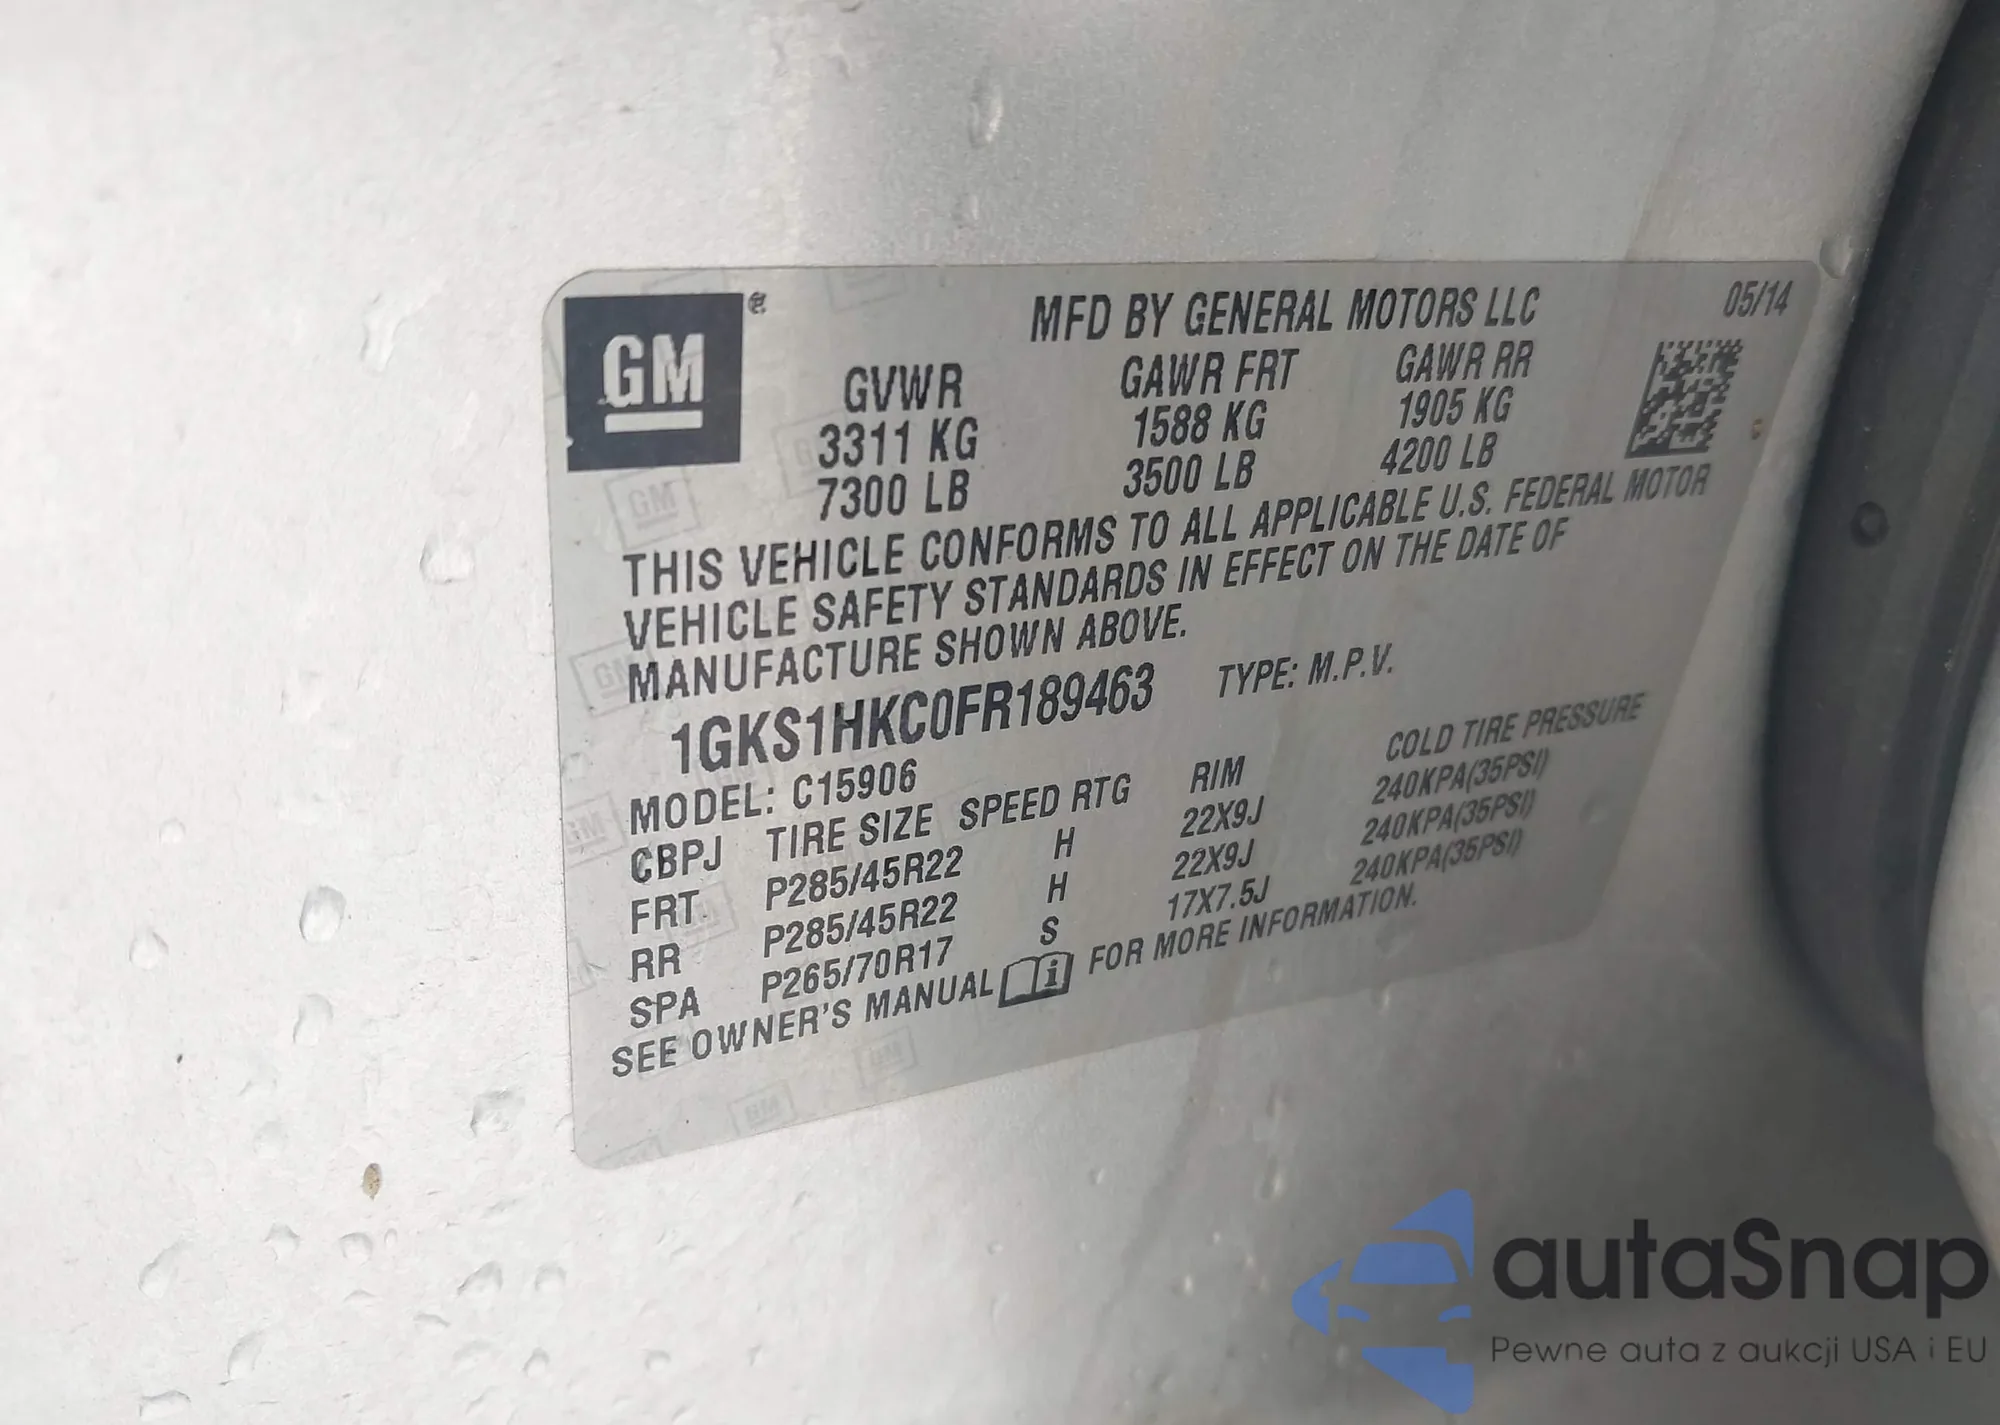 GM
MFD BY GENERAL MOTORS LLC 05/14
GVWR GAWR FRT GAWR RR
3311 KG 1588 KG 1905 KG
7300 LB 3500 LB 4200 LB
THIS VEHICLE CONFORMS TO ALL APPLICABLE U.S. FEDERAL MOTOR
VEHICLE SAFETY STANDARDS IN EFFECT ON THE DATE OF
MANUFACTURE SHOWN ABOVE.
1GKS1HKC0FR189463 TYPE: M.P.V.
MODEL: C15906
CBPJ TIRE SIZE SPEED RTG RIM COLD TIRE PRESSURE
FRT P285/45R22 H 22X9J 240KPA(35PSI)
RR P285/45R22 H 22X9J 240KPA(35PSI)
SPA P265/70R17 S 17X7.5J 240KPA(35PSI)
SEE OWNER'S MANUAL i FOR MORE INFORMATION.
autaSnap
Pewne auta z aukcji USA i EU